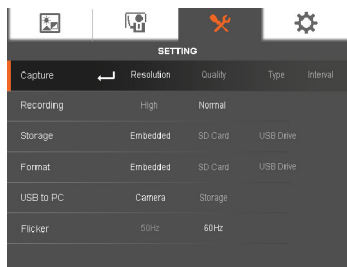 SETTING
Capture Resolution Quality Type Interval
Recording High Normal
Storage Embedded SD Card USB Drive
Format Embedded SD Card USB Drive
USB to PC Camera Storage
Flicker 50Hz 60Hz